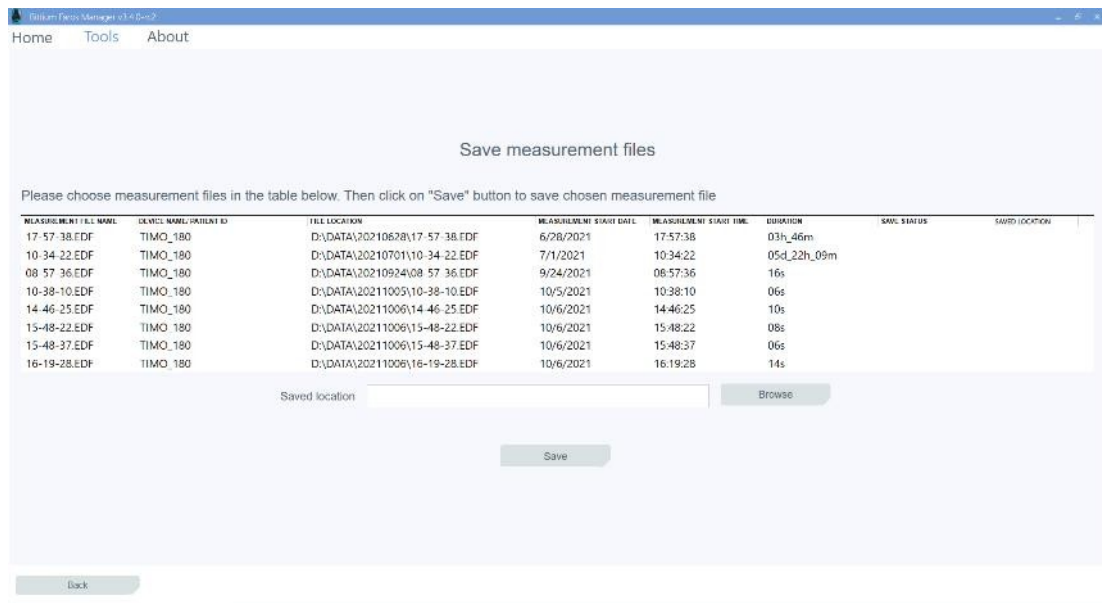 Bittium Faros Manager v3.4.0-rc2
Home Tools About
Save measurement files
Please choose measurement files in the table below. Then click on "Save" button to save chosen measurement file
MEASUREMENT FILE NAME DEVICE NAME/PATIENT ID FILE LOCATION MEASUREMENT START DATE MEASUREMENT START TIME DURATION SAVE STATUS SAVED LOCATION
17-57-38.EDF TIMO_180 D:\DATA\20210628\17-57-38.EDF 6/28/2021 17:57:38 03h_46m
10-34-22.EDF TIMO_180 D:\DATA\20210701\10-34-22.EDF 7/1/2021 10:34:22 05d_22h_09m
08-57-36.EDF TIMO_180 D:\DATA\20210924\08-57-36.EDF 9/24/2021 08:57:36 16s
10-38-10.EDF TIMO_180 D:\DATA\20211005\10-38-10.EDF 10/5/2021 10:38:10 06s
14-46-25.EDF TIMO_180 D:\DATA\20211006\14-46-25.EDF 10/6/2021 14:46:25 10s
15-48-22.EDF TIMO_180 D:\DATA\20211006\15-48-22.EDF 10/6/2021 15:48:22 08s
15-48-37.EDF TIMO_180 D:\DATA\20211006\15-48-37.EDF 10/6/2021 15:48:37 06s
16-19-28.EDF TIMO_180 D:\DATA\20211006\16-19-28.EDF 10/6/2021 16:19:28 14s
Saved location Browse
Save
Back